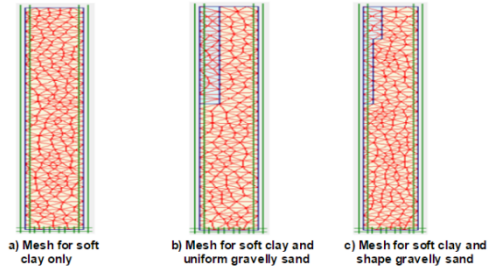 a) Mesh for soft
clay only
b) Mesh for soft clay and
uniform gravelly sand
c) Mesh for soft clay and
shape gravelly sand